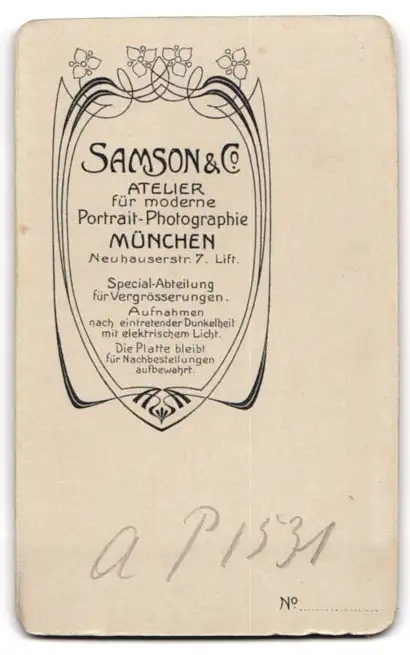 SAMSON & Co
ATELIER
für moderne
Portrait-Photographie
MÜNCHEN
Neuhauserstr. 7. Lift.
Special-Abteilung
für Vergrösserungen.
Aufnahmen
nach eintretender Dunkelheit
mit elektrischem Licht.
Die Platte bleibt
für Nachbestellungen
aufbewahrt.
a P1531
No